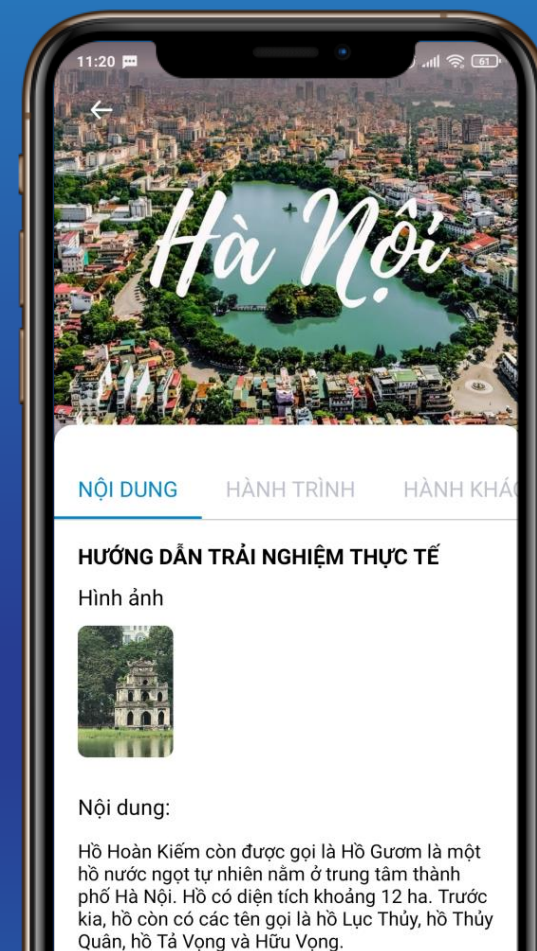 11:20
61
Hà Nội
NỘI DUNG HÀNH TRÌNH HÀNH KHÁC
HƯỚNG DẪN TRẢI NGHIỆM THỰC TẾ
Hình ảnh
Nội dung:
Hồ Hoàn Kiếm còn được gọi là Hồ Gươm là một
hồ nước ngọt tự nhiên nằm ở trung tâm thành
phố Hà Nội. Hồ có diện tích khoảng 12 ha. Trước
kia, hồ còn có các tên gọi là hồ Lục Thủy, hồ Thủy
Quân, hồ Tả Vọng và Hữu Vọng.